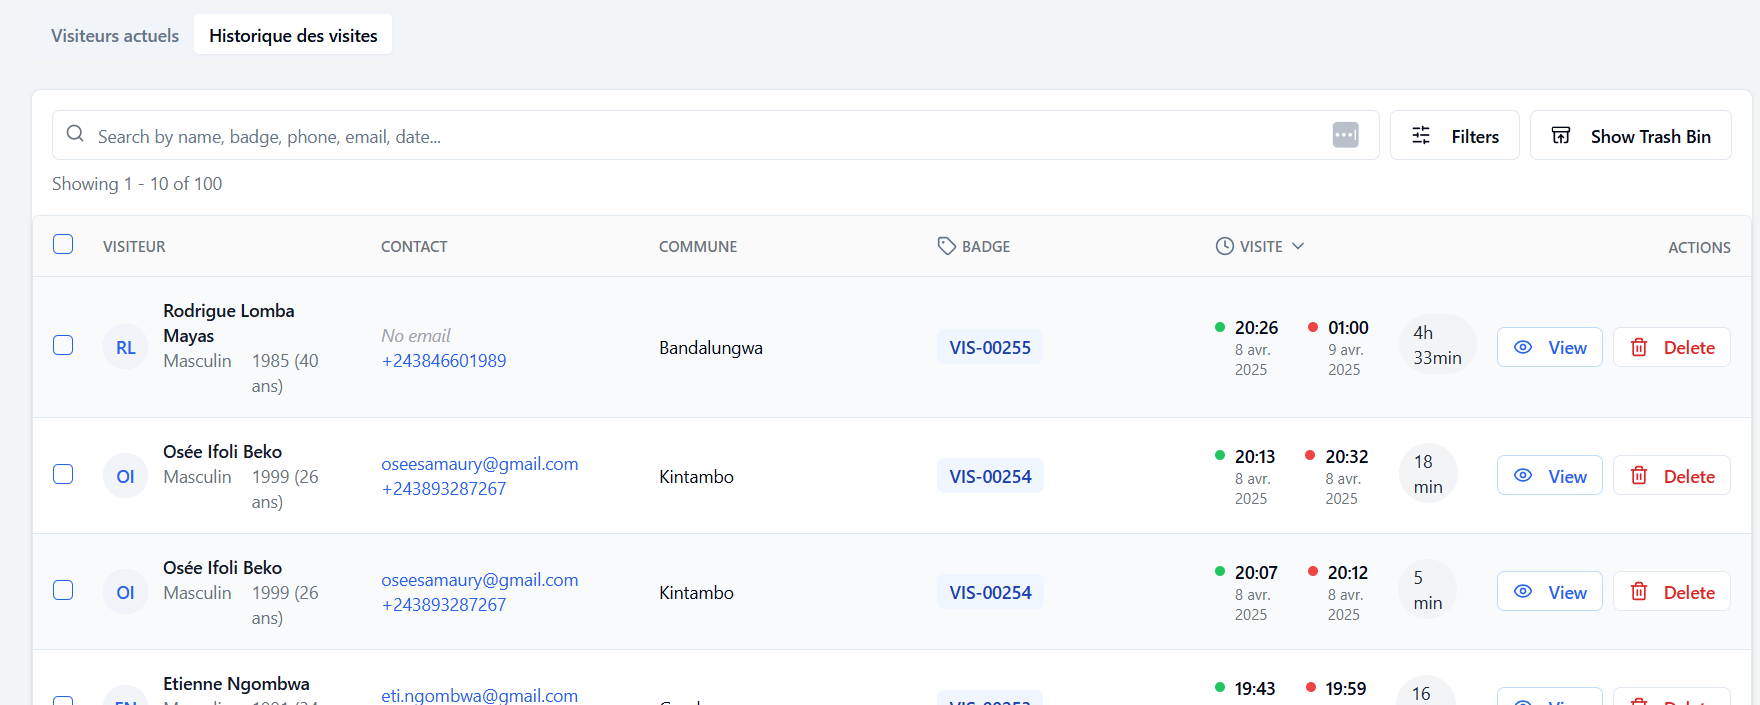 Visiteurs actuels Historique des visites
Search by name, badge, phone, email, date...
Filters
Show Trash Bin
Showing 1 - 10 of 100
VISITEUR CONTACT COMMUNE BADGE VISITE ACTIONS
RL
Rodrigue Lomba
Mayas
Masculin 1985 (40
ans)
No email
+243846601989
Bandalungwa
VIS-00255
20:26
8 avr.
2025
01:00
9 avr.
2025
4h
33min
View
Delete
OI
Osée Ifoli Beko
Masculin 1999 (26
ans)
oseesamaury@gmail.com
+243893287267
Kintambo
VIS-00254
20:13
8 avr.
2025
20:32
8 avr.
2025
18
min
View
Delete
OI
Osée Ifoli Beko
Masculin 1999 (26
ans)
oseesamaury@gmail.com
+243893287267
Kintambo
VIS-00254
20:07
8 avr.
2025
20:12
8 avr.
2025
5
min
View
Delete
Etienne Ngombwa
eti.ngombwa@gmail.com
19:43
19:59
16